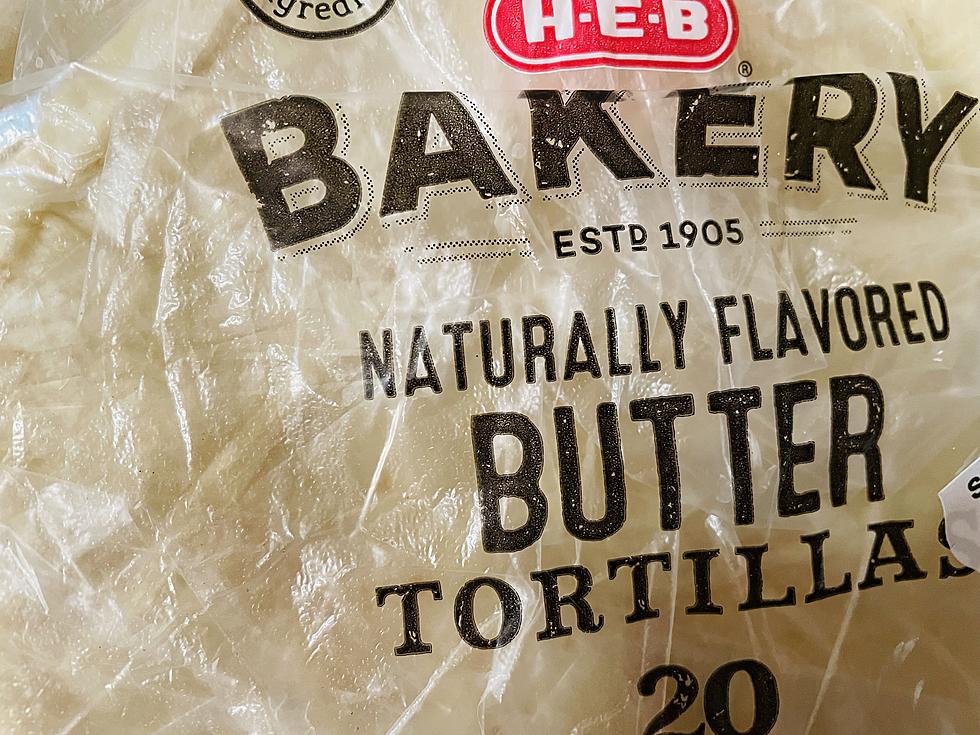 H-E-B
®
BAKERY
ESTD 1905
NATURALLY FLAVORED
BUTTER
TORTILLAS
20